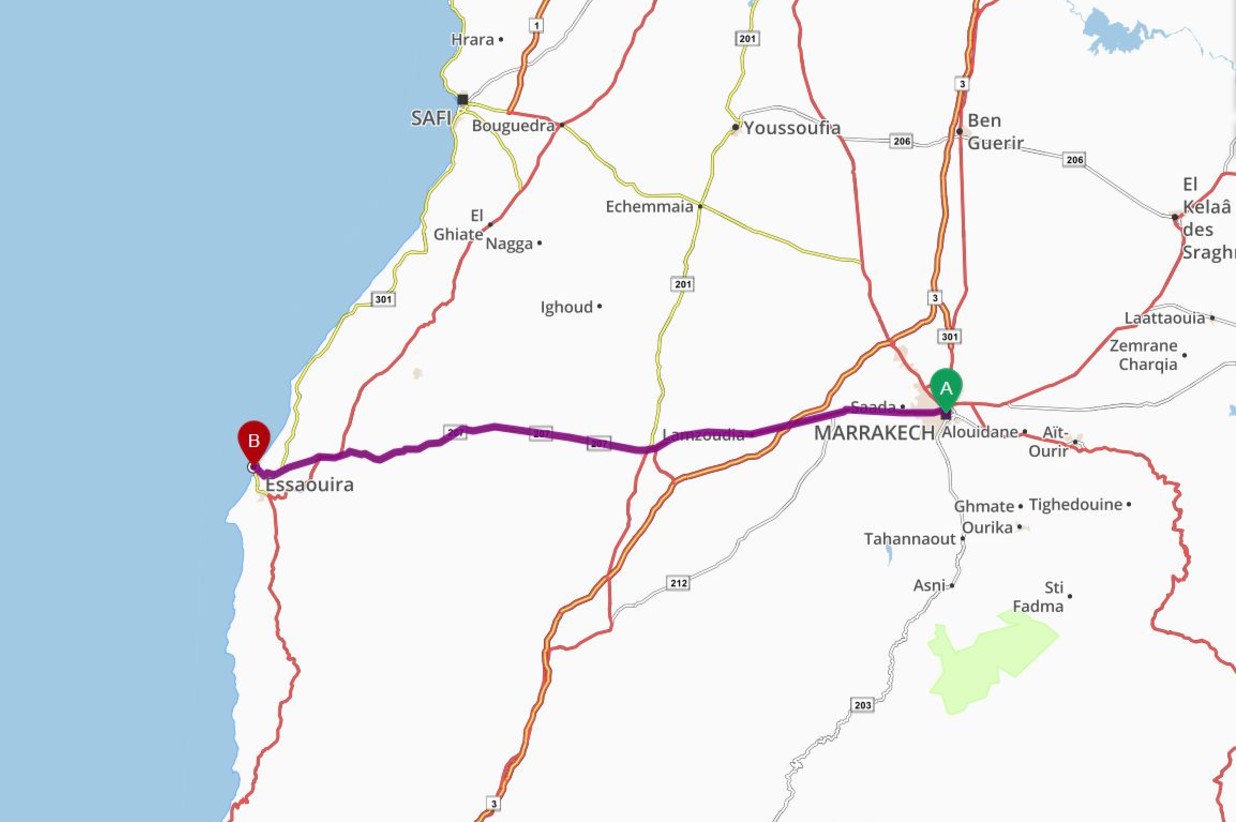 1
Hrara
201
3
SAFI
Bouguedra
Youssoufia
Ben
Guerir
206
206
El
Kelaâ
des
Sraghr
Echemmaia
El
Ghiate
Nagga
201
301
Ighoud
3
301
Laattaouia
Zemrane
Charqia
A
Saada
MARRAKECH
Alouidane
Aït-
Ourir
B
207
207
207
Lamzoudia
Essaouira
Ghmate
Tighedouine
Ourika
Tahannaout
212
Asni
Sti
Fadma
203
3